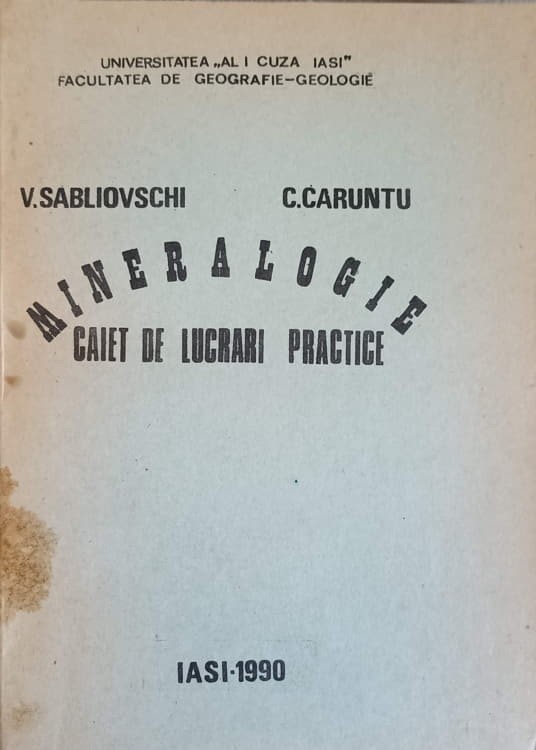 UNIVERSITATEA „AL I CUZA IASI”
FACULTATEA DE GEOGRAFIE-GEOLOGIE
V.SABLIOVSCHI C.CARUNTU
MINERALOGIE
CAIET DE LUCRARI PRACTICE
IASI·1990